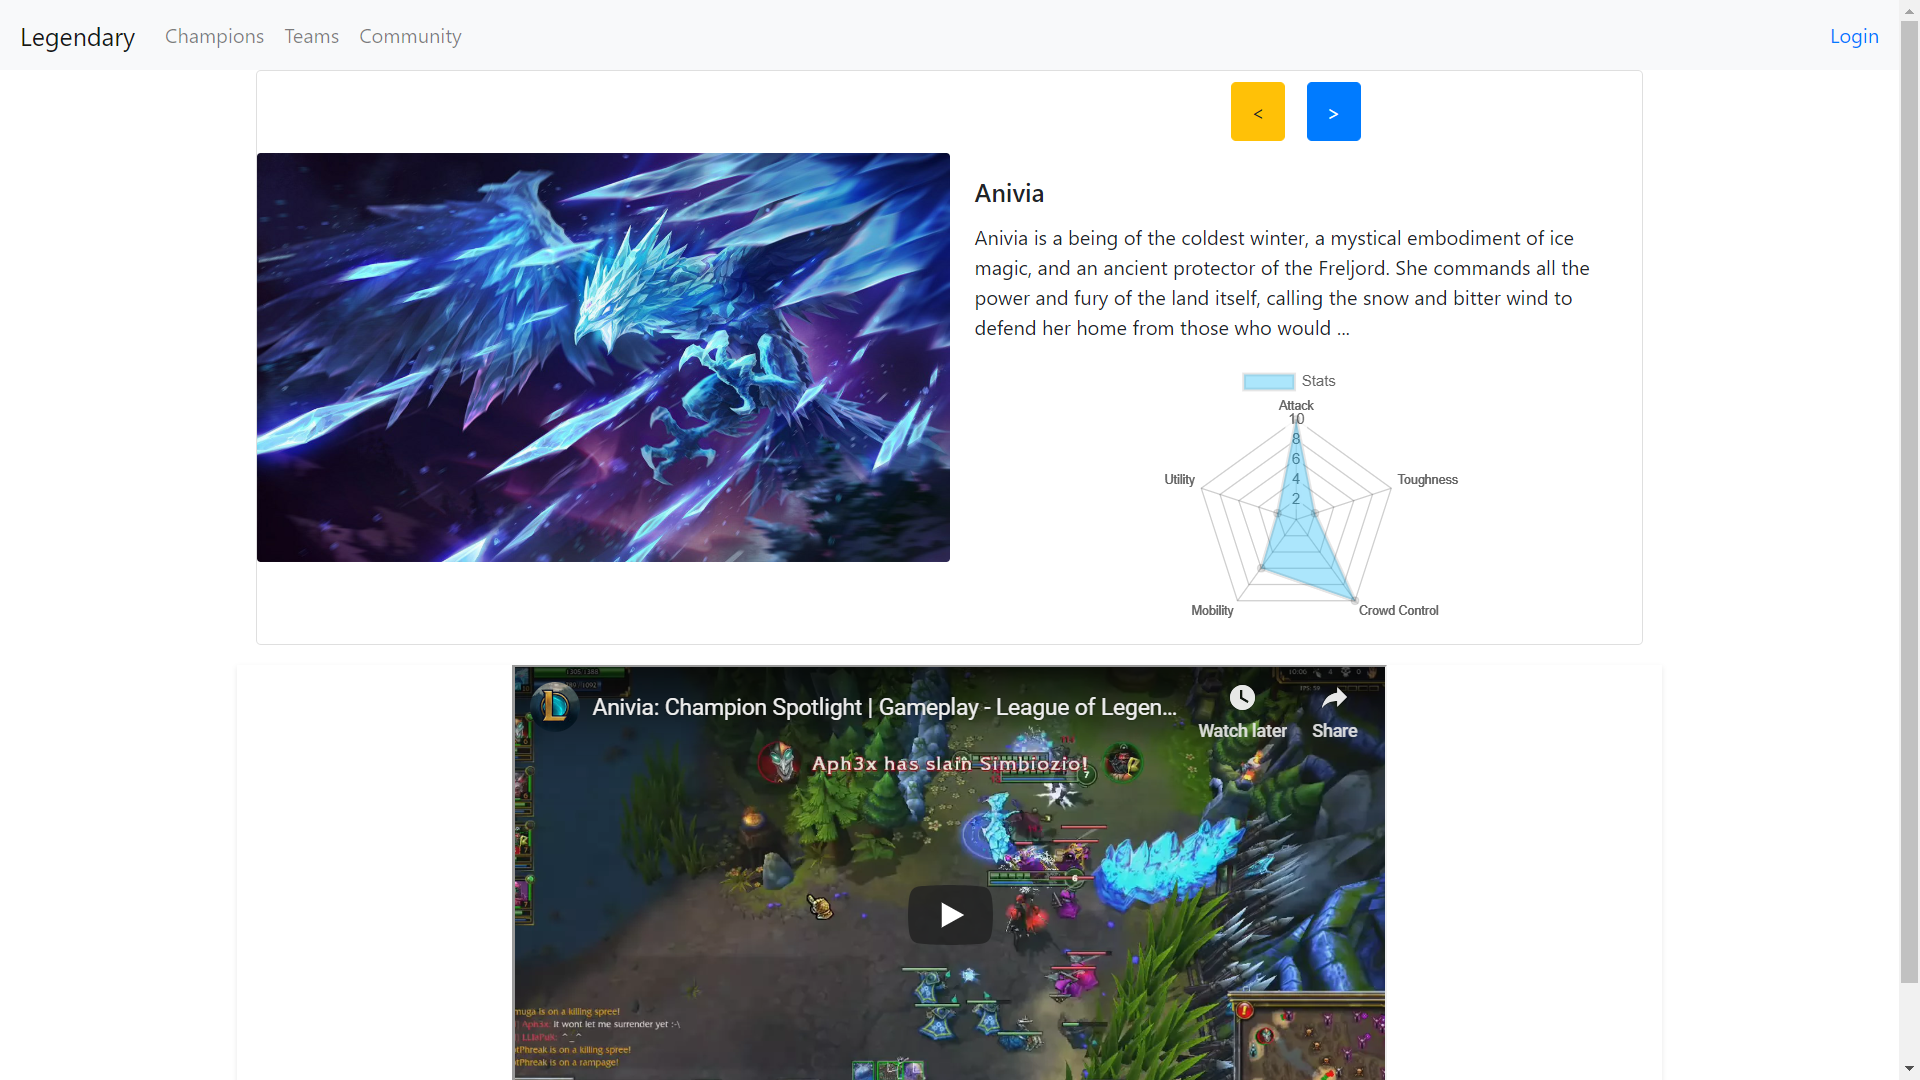 Legendary Champions Teams Community Login
< >
Anivia
Anivia is a being of the coldest winter, a mystical embodiment of ice
magic, and an ancient protector of the Freljord. She commands all the
power and fury of the land itself, calling the snow and bitter wind to
defend her home from those who would ...
Stats
Attack
10
8
6
4
2
Utility
Toughness
Mobility
Crowd Control
Anivia: Champion Spotlight | Gameplay - League of Legen...
Watch later
Share
Aph3x has slain Simbiozio!
7
6
muga is on a killing spree!
Aph3x: It wont let me surrender yet :-\
tPhreak is on a killing spree!
tPhreak is on a rampage!